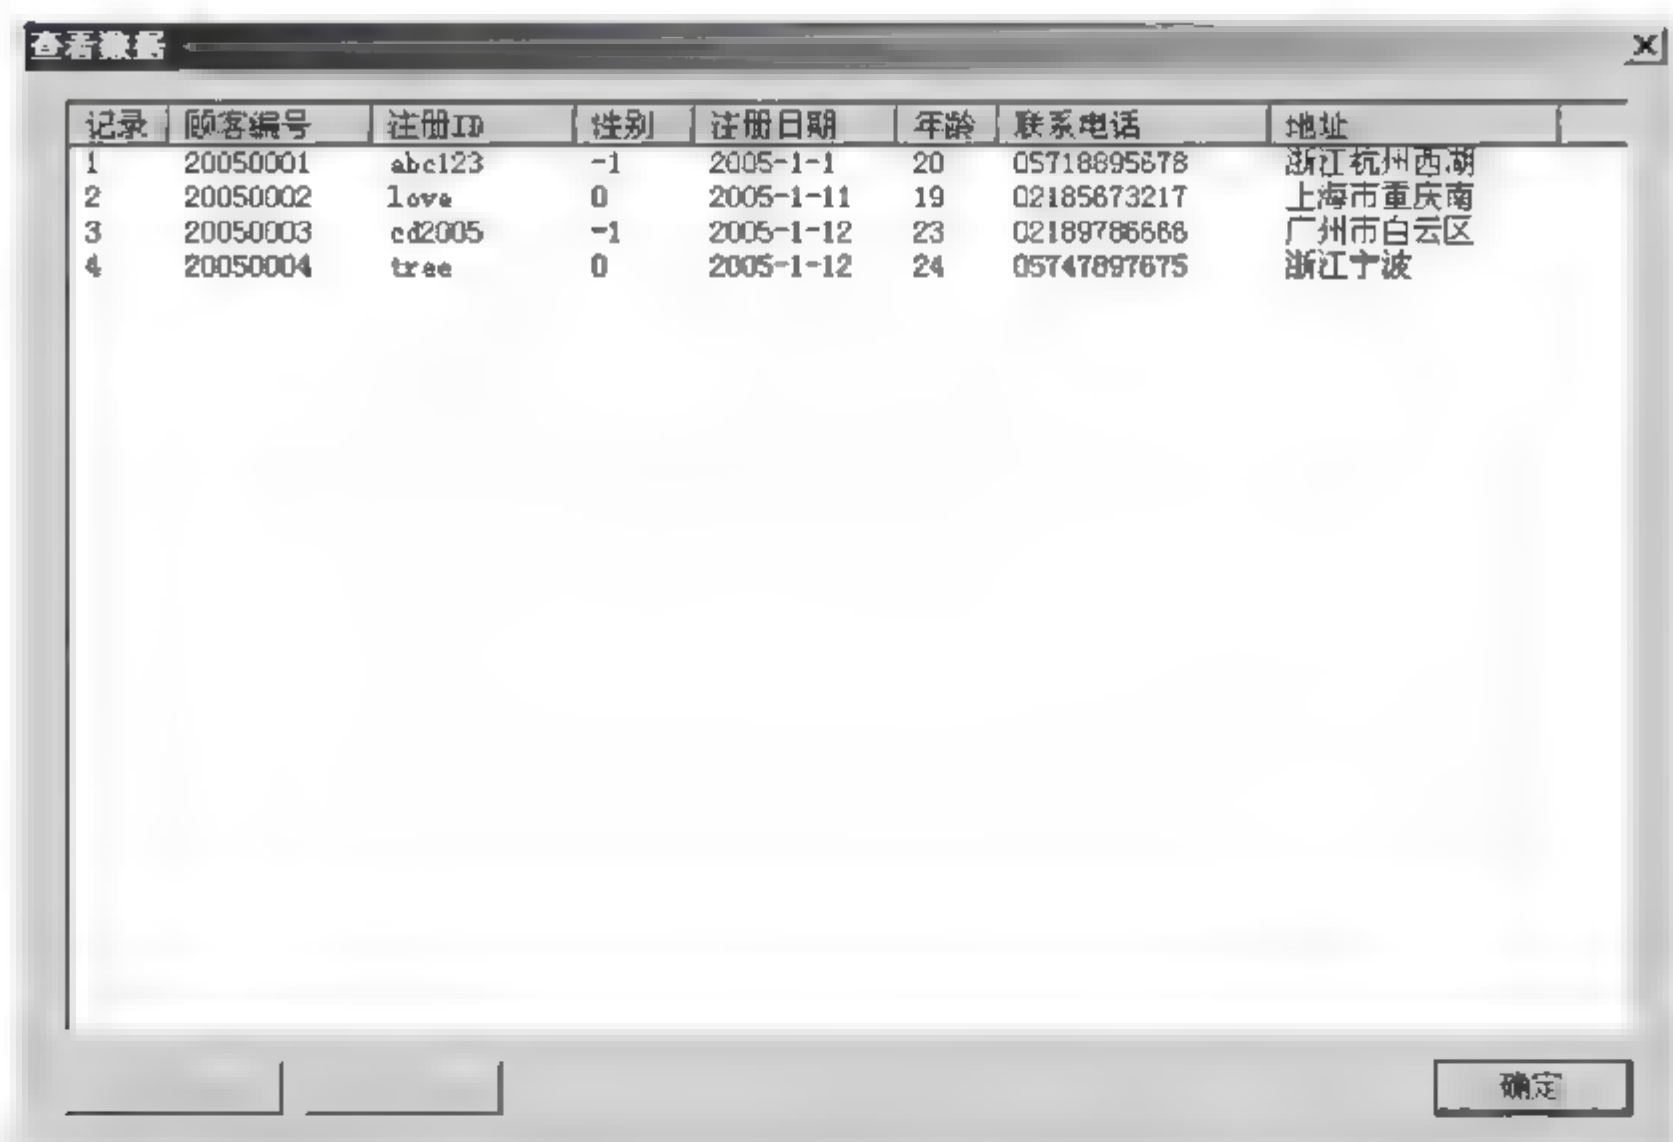 查看数据
记录 顾客编号 注册ID 性别 注册日期 年龄 联系电话 地址
1 20050001 abc123 -1 2005-1-1 20 05718895678 浙江杭州西湖
2 20050002 love 0 2005-1-11 19 02185673217 上海市重庆南
3 20050003 cd2005 -1 2005-1-12 23 02189786666 广州市白云区
4 20050004 tree 0 2005-1-12 24 05747897675 浙江宁波
确定